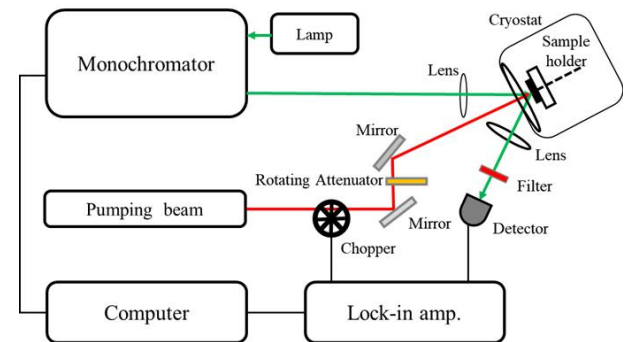 Lamp
Monochromator
Cryostat
Sample
holder
Lens
Mirror
Lens
Rotating Attenuator
Filter
Pumping beam
Mirror
Detector
Chopper
Computer
Lock-in amp.